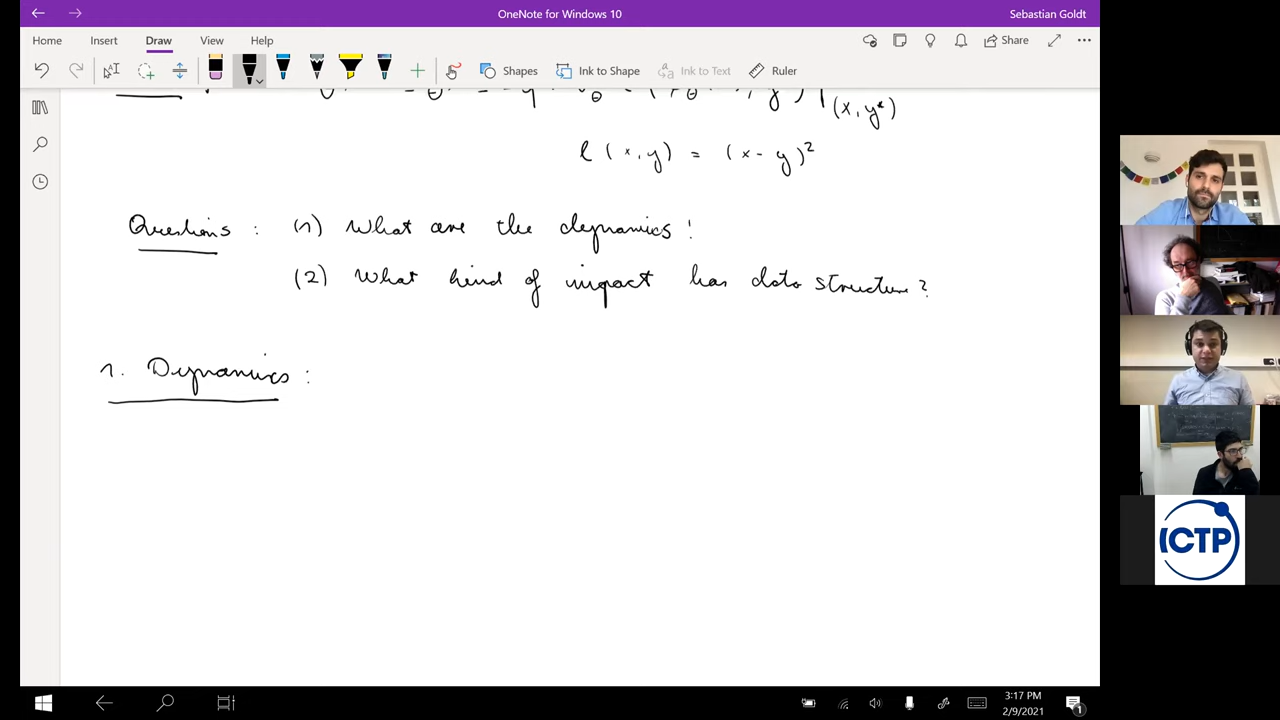 OneNote for Windows 10
Sebastian Goldt
Home Insert Draw View Help
Share
Shapes
Ink to Shape
Ink to Text
Ruler
(x, y*)
l (x, y) = (x - y)²
Questions : (1) What are the dynamics !
(2) What kind of impact has data structure ?
1. Dynamics :
ICTP
3:17 PM
2/9/2021
1